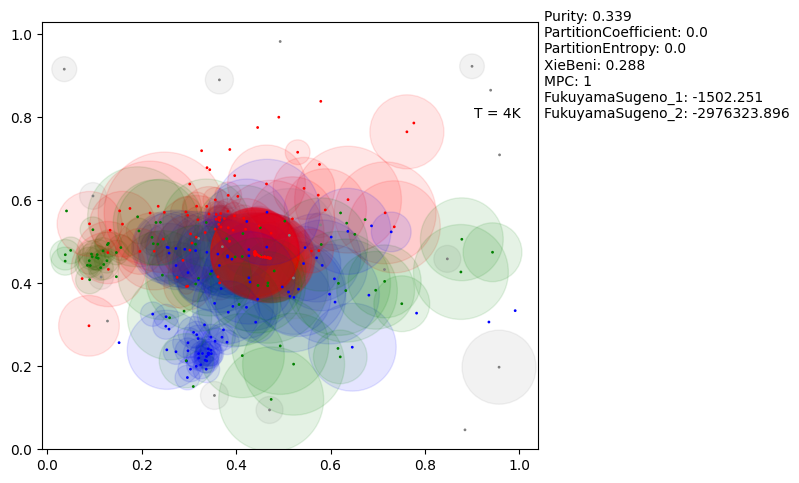 Purity: 0.339
PartitionCoefficient: 0.0
PartitionEntropy: 0.0
XieBeni: 0.288
MPC: 1
FukuyamaSugeno_1: -1502.251
FukuyamaSugeno_2: -2976323.896
T = 4K
1.0
0.8
0.6
0.4
0.2
0.0
0.0 0.2 0.4 0.6 0.8 1.0